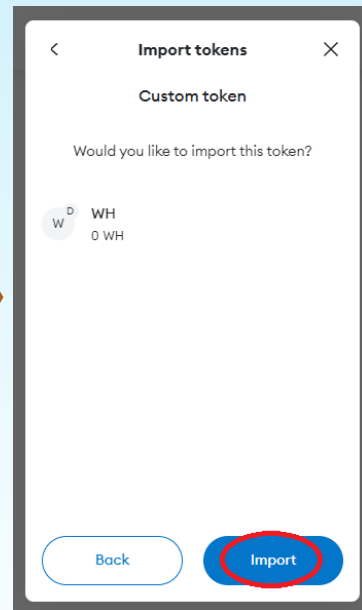 Import tokens
Custom token
Would you like to import this token?
W D WH
0 WH
Back Import